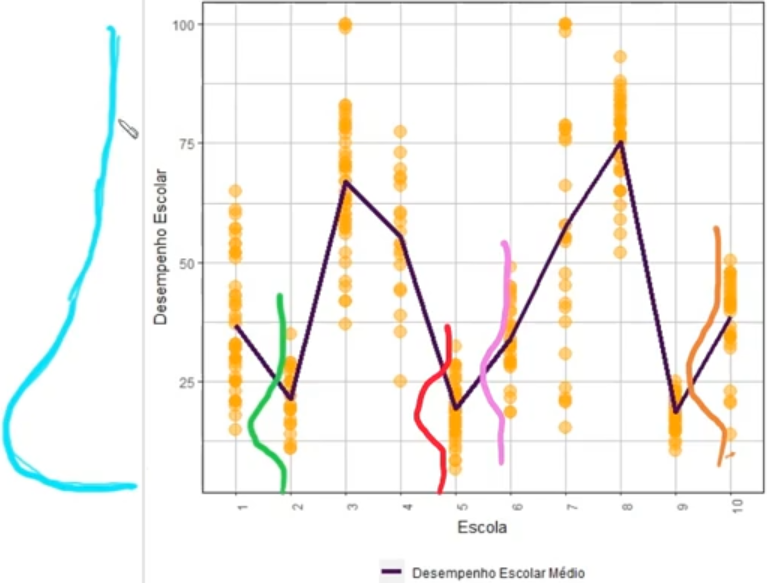 100
75
50
25
Desempenho Escolar
1 2 3 4 5 6 7 8 9 10
Escola
Desempenho Escolar Médio